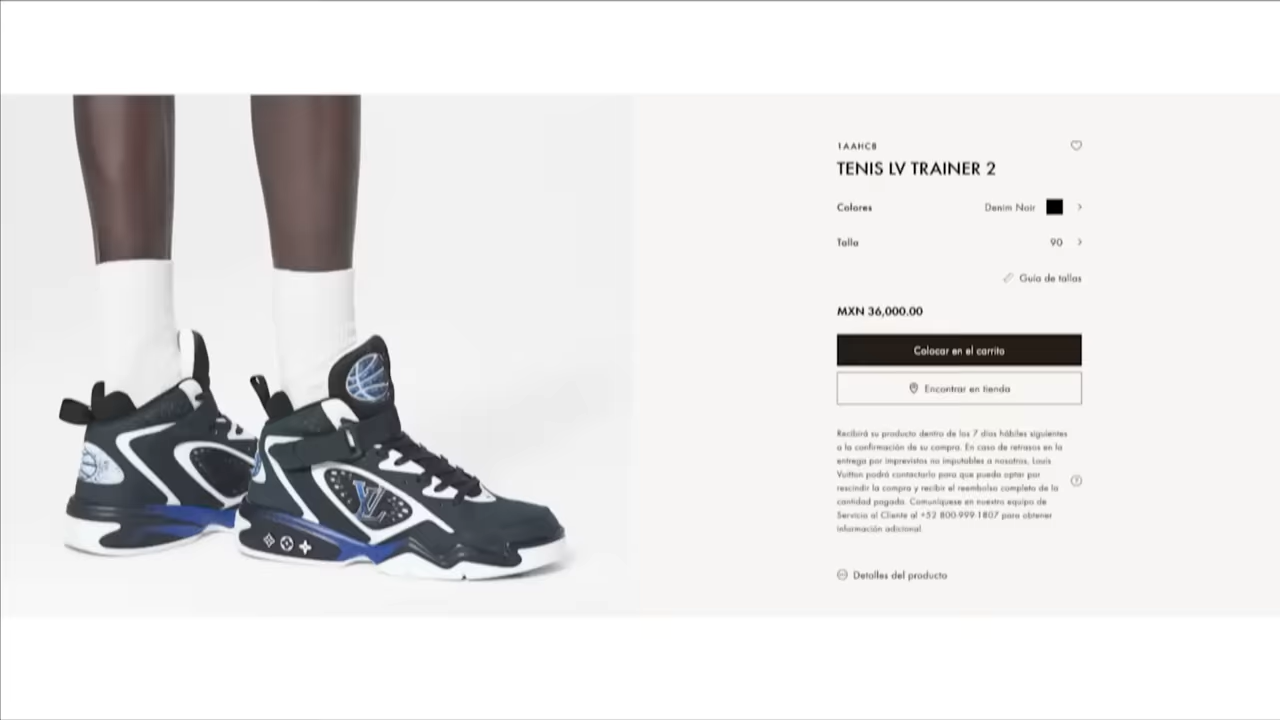 1AAHC8
TENIS LV TRAINER 2
Colores Denim Noir
Talla 90
Guía de tallas
MXN 36,000.00
Colocar en el carrito
Encontrar en tienda
Recibirá su producto dentro de los 7 días hábiles siguientes
a la confirmación de su compra. En caso de retrasos en la
entrega por imprevistos no imputables a nosotros, Louis
Vuitton podrá contactarlo para que pueda optar por
rescindir la compra y recibir el reembolso completo de la
cantidad pagada. Comuníquese en nuestro equipo de
Servicio al Cliente al +52 800-999-1807 para obtener
información adicional.
Detalles del producto
LV